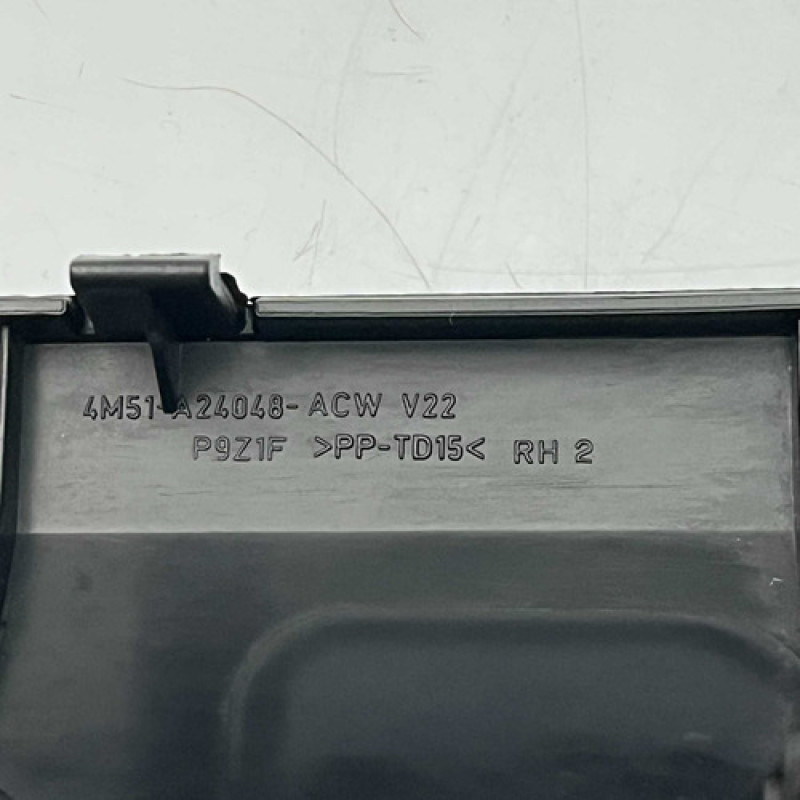 4M51-A24048-ACW V22
P9Z1F >PP-TD15< RH 2